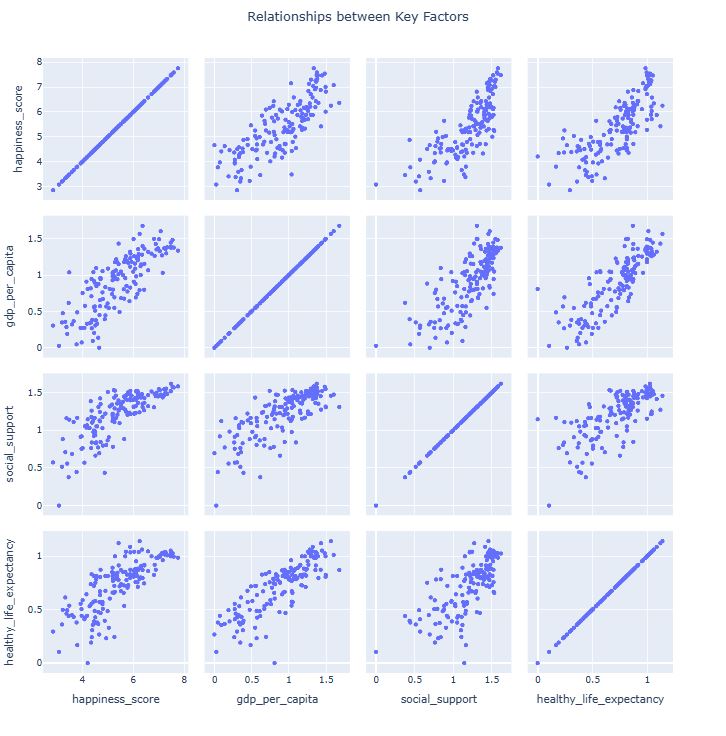 Relationships between Key Factors
happiness_score
8
7
6
5
4
3
gdp_per_capita
1.5
1
0.5
0
social_support
1.5
1
0.5
0
healthy_life_expectancy
1
0.5
0
4 6 8 0 0.5 1 1.5 0 0.5 1 1.5 0 0.5 1
happiness_score gdp_per_capita social_support healthy_life_expectancy